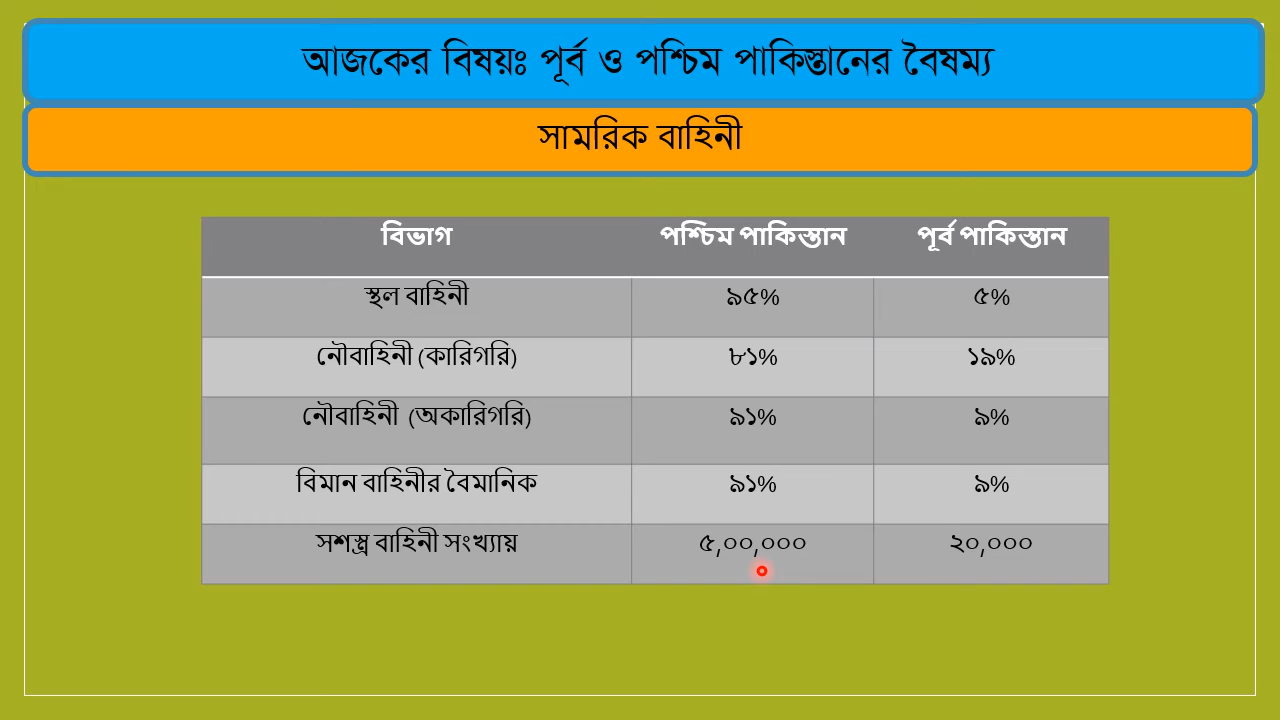 আজকের বিষয়ঃ পূর্ব ও পশ্চিম পাকিস্তানের বৈষম্য
সামরিক বাহিনী
বিভাগ পশ্চিম পাকিস্তান পূর্ব পাকিস্তান
স্থল বাহিনী ৯৫% ৫%
নৌবাহিনী (কারিগরি) ৮১% ১৯%
নৌবাহিনী (অকারিগরি) ৯১% ৯%
বিমান বাহিনীর বৈমানিক ৯১% ৯%
সশস্ত্র বাহিনী সংখ্যায় ৫,০০,০০০ ২০,০০০